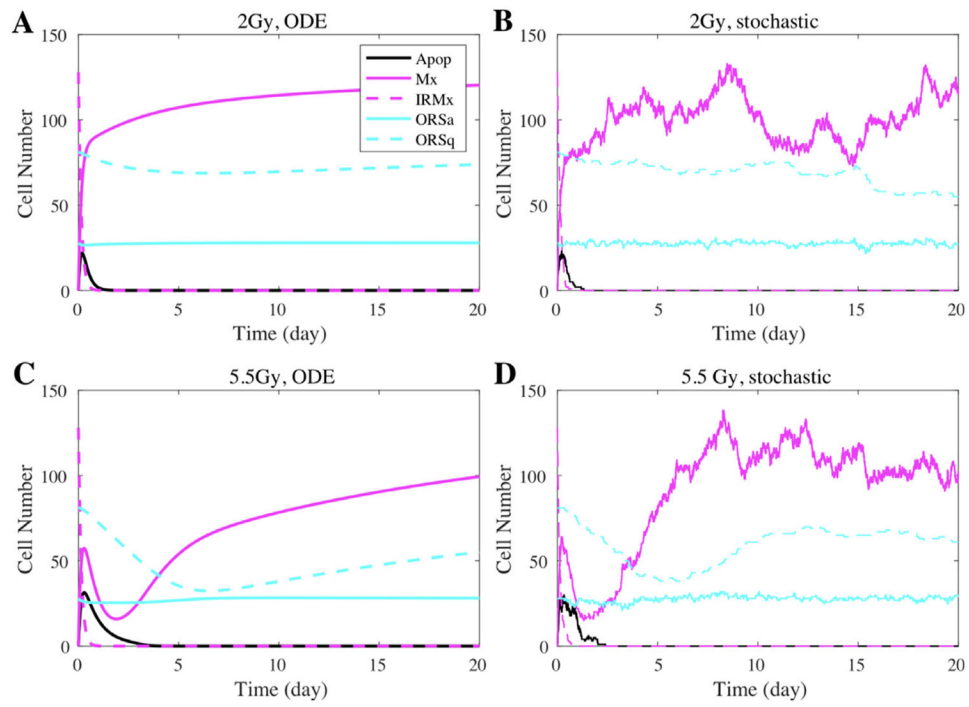 A
2Gy, ODE
150
100
50
0
Cell Number
0 5 10 15 20
Time (day)
Apop
Mx
IRMx
ORSa
ORSq
B
2Gy, stochastic
150
100
50
0
Cell Number
0 5 10 15 20
Time (day)
C
5.5Gy, ODE
150
100
50
0
Cell Number
0 5 10 15 20
Time (day)
D
5.5 Gy, stochastic
150
100
50
0
Cell Number
0 5 10 15 20
Time (day)